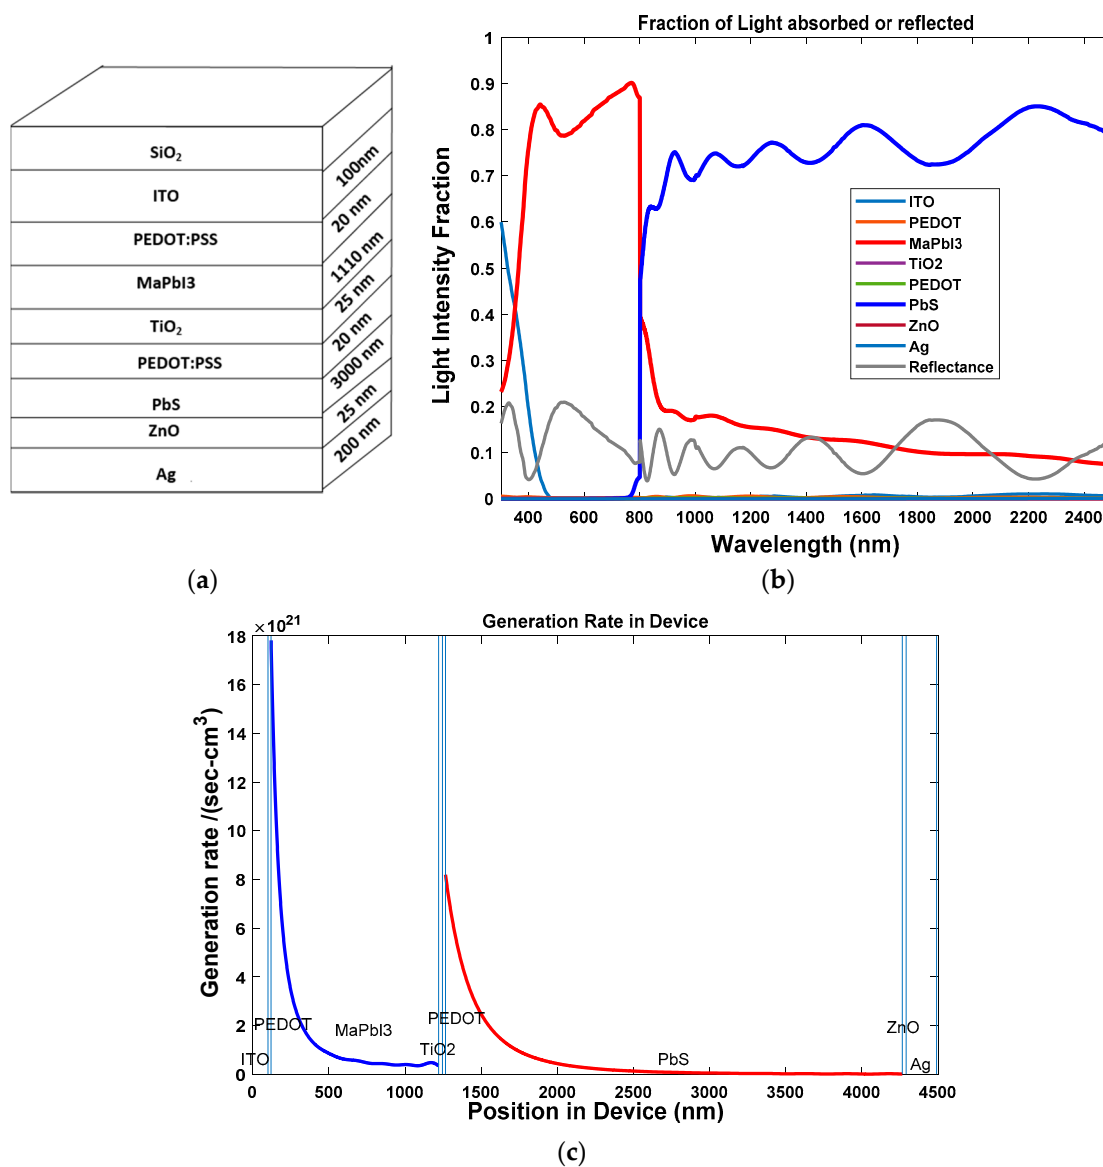 SiO2
ITO
PEDOT:PSS
MaPbI3
TiO2
PEDOT:PSS
PbS
ZnO
Ag
100nm
20 nm
1110 nm
25 nm
20 nm
3000 nm
25 nm
200 nm
(a)
Fraction of Light absorbed or reflected
Light Intensity Fraction
1
0.9
0.8
0.7
0.6
0.5
0.4
0.3
0.2
0.1
0
400 600 800 1000 1200 1400 1600 1800 2000 2200 2400
Wavelength (nm)
ITO
PEDOT
MaPbI3
TiO2
PEDOT
PbS
ZnO
Ag
Reflectance
(b)
Generation Rate in Device
×10^21
Generation rate /(sec-cm^3)
18
16
14
12
10
8
6
4
2
0
ITO
PEDOT
MaPbI3
TiO2
PEDOT
PbS
ZnO
Ag
0 500 1000 1500 2000 2500 3000 3500 4000 4500
Position in Device (nm)
(c)